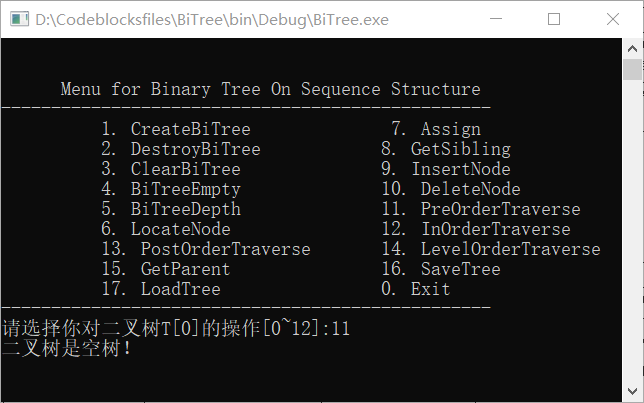 D:\Codeblocksfiles\BiTree\bin\Debug\BiTree.exe
Menu for Binary Tree On Sequence Structure
-------------------------------------------------
1. CreateBiTree 7. Assign
2. DestroyBiTree 8. GetSibling
3. ClearBiTree 9. InsertNode
4. BiTreeEmpty 10. DeleteNode
5. BiTreeDepth 11. PreOrderTraverse
6. LocateNode 12. InOrderTraverse
13. PostOrderTraverse 14. LevelOrderTraverse
15. GetParent 16. SaveTree
17. LoadTree 0. Exit
-------------------------------------------------
请选择你对二叉树T[0]的操作[0~12]:11
二叉树是空树!